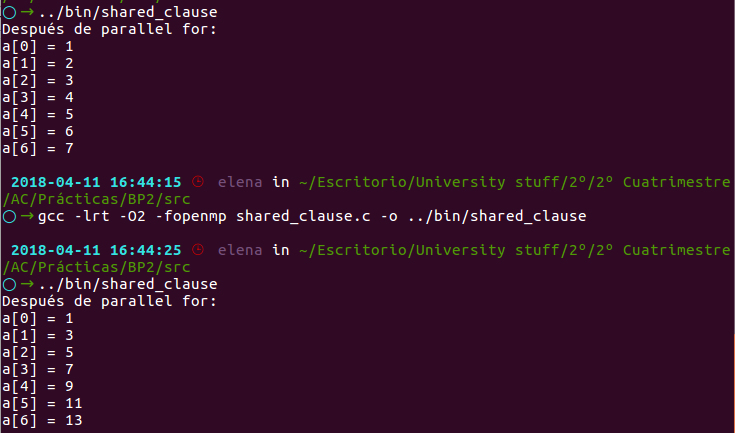 ○ → ../bin/shared_clause
Después de parallel for:
a[0] = 1
a[1] = 2
a[2] = 3
a[3] = 4
a[4] = 5
a[5] = 6
a[6] = 7
2018-04-11 16:44:15 elena in ~/Escritorio/University stuff/2º/2º Cuatrimestre
/AC/Prácticas/BP2/src
○ → gcc -lrt -O2 -fopenmp shared_clause.c -o ../bin/shared_clause
2018-04-11 16:44:25 elena in ~/Escritorio/University stuff/2º/2º Cuatrimestre
/AC/Prácticas/BP2/src
○ → ../bin/shared_clause
Después de parallel for:
a[0] = 1
a[1] = 3
a[2] = 5
a[3] = 7
a[4] = 9
a[5] = 11
a[6] = 13